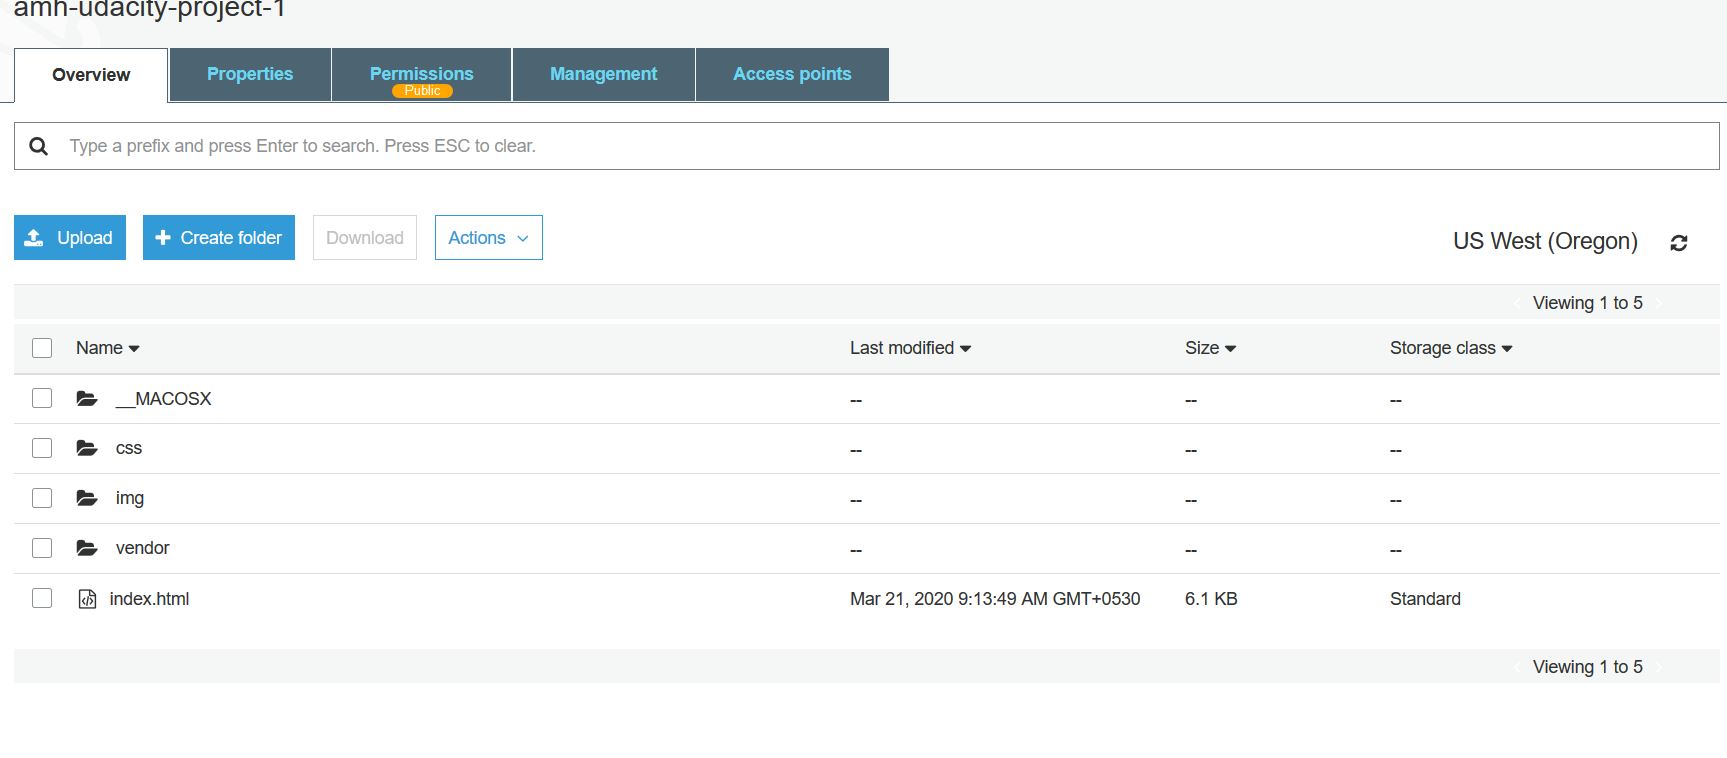 amh-udacity-project-1
Overview Properties Permissions Management Access points
Public
Type a prefix and press Enter to search. Press ESC to clear.
Upload Create folder Download Actions US West (Oregon)
Viewing 1 to 5
Name Last modified Size Storage class
__MACOSX -- -- --
css -- -- --
img -- -- --
vendor -- -- --
index.html Mar 21, 2020 9:13:49 AM GMT+0530 6.1 KB Standard
Viewing 1 to 5